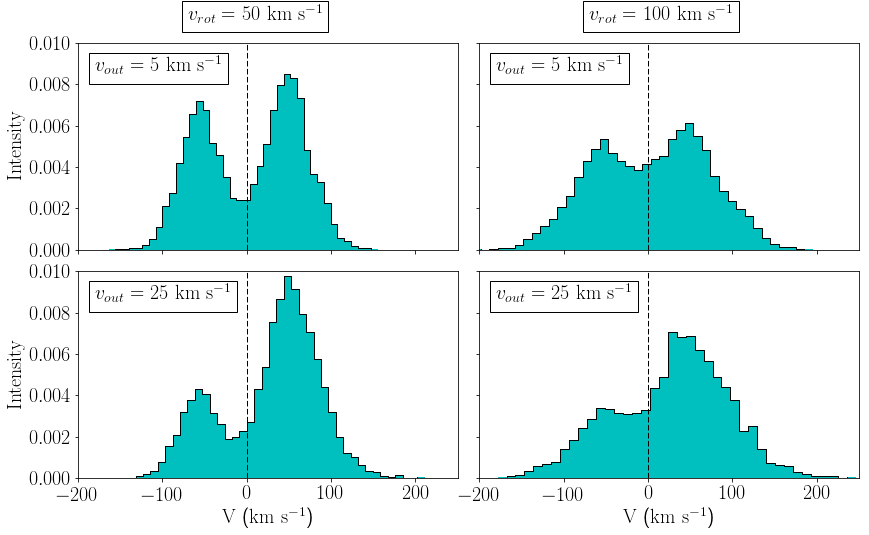 v_rot = 50 km s⁻¹ v_rot = 100 km s⁻¹
0.010
v_out = 5 km s⁻¹ v_out = 5 km s⁻¹
0.008
0.006
Intensity
0.004
0.002
0.000
0.010
v_out = 25 km s⁻¹ v_out = 25 km s⁻¹
0.008
0.006
Intensity
0.004
0.002
0.000
−200 −100 0 100 −200 −100 0 100 200
V (km s⁻¹) V (km s⁻¹)